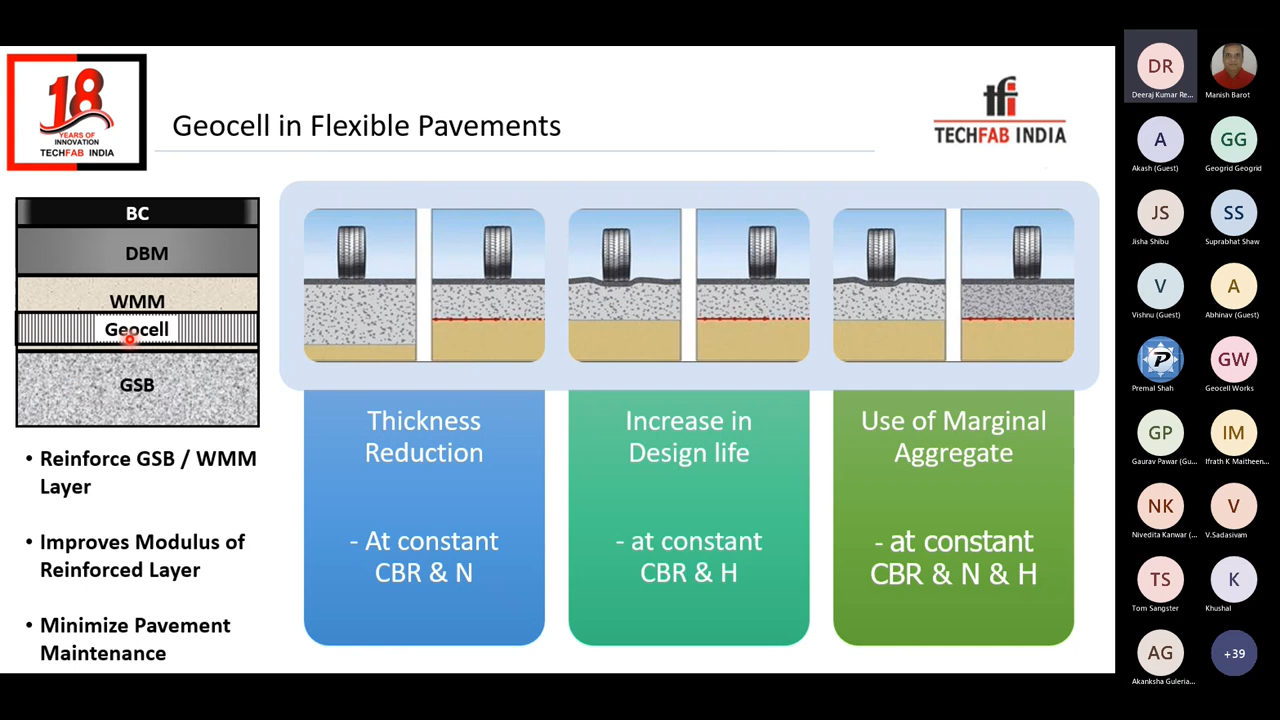 18
YEARS OF
INNOVATION
TECHFAB INDIA
Geocell in Flexible Pavements
tfi
TECHFAB INDIA
BC
DBM
WMM
Geocell
GSB
• Reinforce GSB / WMM
Layer
• Improves Modulus of
Reinforced Layer
• Minimize Pavement
Maintenance
Thickness
Reduction
- At constant
CBR & N
Increase in
Design life
- at constant
CBR & H
Use of Marginal
Aggregate
- at constant
CBR & N & H
DR
Deeraj Kumar Re...
Manish Barot
A
Akash (Guest)
GG
Geogrid Geogrid
JS
Jisha Shibu
SS
Suprabhat Shaw
V
Vishnu (Guest)
A
Abhinav (Guest)
P
Premal Shah
GW
Geocell Works
GP
Gaurav Pawar (Gu...
IM
Ifrath K Maitheen...
NK
Nivedita Kanwar (...
V
V.Sadasivam
TS
Tom Sangster
K
Khushal
AG
Akanksha Guleria...
+39